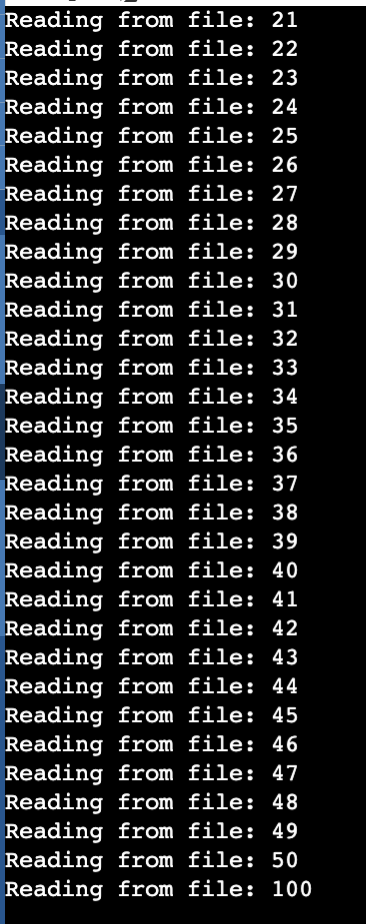 Reading from file: 21
Reading from file: 22
Reading from file: 23
Reading from file: 24
Reading from file: 25
Reading from file: 26
Reading from file: 27
Reading from file: 28
Reading from file: 29
Reading from file: 30
Reading from file: 31
Reading from file: 32
Reading from file: 33
Reading from file: 34
Reading from file: 35
Reading from file: 36
Reading from file: 37
Reading from file: 38
Reading from file: 39
Reading from file: 40
Reading from file: 41
Reading from file: 42
Reading from file: 43
Reading from file: 44
Reading from file: 45
Reading from file: 46
Reading from file: 47
Reading from file: 48
Reading from file: 49
Reading from file: 50
Reading from file: 100